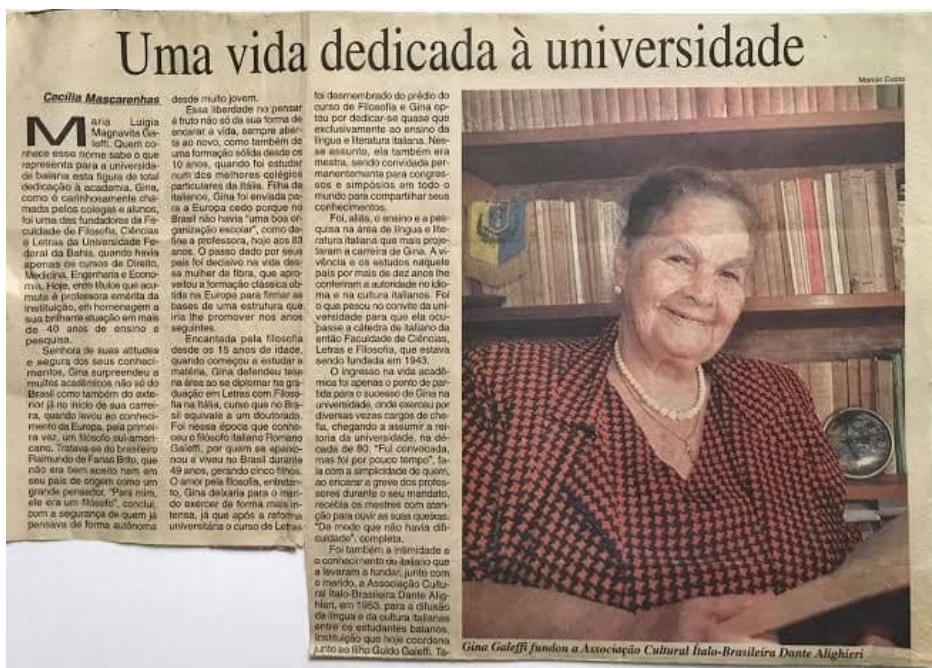 Uma vida dedicada à universidade
Marcio Costa
Cecília Mascarenhas
Maria Luigia
Magnavita Ga-
leffi. Quem co-
nhece esse nome sabe o que
representa para a universida-
de baiana esta figura de total
dedicação à academia. Gina,
como é carinhosamente cha-
mada pelos colegas e alunos,
foi uma das fundadoras da Fa-
culdade de Filosofia, Ciências
e Letras da Universidade Fe-
deral da Bahia, quando havia
apenas os cursos de Direito,
Medicina, Engenharia e Econo-
mia. Hoje, entre títulos que acu-
mula é professora emérita da
instituição, em homenagem a
sua brilhante atuação em mais
de 40 anos de ensino e
pesquisa.
Senhora de suas atitudes
e segura dos seus conheci-
mentos, Gina surpreendeu a
muitos acadêmicos não só do
Brasil como também do exte-
rior já no início de sua carrei-
ra, quando levou ao conheci-
mento da Europa, pela primei-
ra vez, um filósofo sul-ameri-
cano. Tratava-se do brasileiro
Raimundo de Farias Brito, que
não era bem aceito nem em
seu país de origem como um
grande pensador. "Para mim,
ele era um filósofo", conclui,
com a segurança de quem já
pensava de forma autônoma
desde muito jovem.
Essa liberdade no pensar
é fruto não só da sua forma de
encarar a vida, sempre aber-
ta ao novo, como também de
uma formação sólida desde os
10 anos, quando foi estudar
num dos melhores colégios
particulares da Itália. Filha de
italianos, Gina foi enviada pa-
ra a Europa cedo porque no
Brasil não havia "uma boa or-
ganização escolar", como de-
fine a professora, hoje aos 83
anos. O passo dado por seus
pais foi decisivo na vida des-
sa mulher de fibra, que apro-
veitou a formação clássica ob-
tida na Europa para firmar as
bases de uma estrutura que
iria lhe promover nos anos
seguintes.
Encantada pela filosofia
desde os 15 anos de idade,
quando começou a estudar a
matéria, Gina defendeu tese
na área ao se diplomar na gra-
duação em Letras com Filoso-
fia na Itália, curso que no Bra-
sil equivale a um doutorado.
Foi nessa época que conhe-
ceu o filósofo italiano Romano
Galeffi, por quem se apaixo-
nou e viveu no Brasil durante
49 anos, gerando cinco filhos.
O amor pela filosofia, entretan-
to, Gina deixaria para o mari-
do exercer de forma mais in-
tensa, já que após a reforma
universitária o curso de Letras
foi desmembrado do prédio do
curso de Filosofia e Gina op-
tou por dedicar-se quase que
exclusivamente ao ensino da
língua e literatura italiana. Nes-
se assunto, ela também era
mestra, sendo convidada per-
manentemente para congres-
sos e simpósios em todo o
mundo para compartilhar seus
conhecimentos.
Foi, aliás, o ensino e a pes-
quisa na área de língua e lite-
ratura italiana que mais proje-
taram a carreira de Gina. A vi-
vência e os estudos naquele
país por mais de dez anos lhe
conferiram a autoridade no idio-
ma e na cultura italianos. Foi
o que pesou no convite da uni-
versidade para que ela ocu-
passe a cátedra de italiano da
então Faculdade de Ciências,
Letras e Filosofia, que estava
sendo fundada em 1943.
O ingresso na vida acadê-
mica foi apenas o ponto de par-
tida para o sucesso de Gina na
universidade, onde exerceu por
diversas vezes cargos de che-
fia, chegando a assumir a rei-
toria da universidade, na déca-
da de 80. "Fui convocada,
mas foi por pouco tempo", fa-
la com a simplicidade de quem,
ao encarar a greve dos profes-
sores durante o seu mandato,
recebia os mestres com aten-
ção para ouvir as suas queixas.
"De modo que não havia difi-
culdade", completa.
Foi também a intimidade e
o conhecimento do italiano que
a levaram a fundar, junto com
o marido, a Associação Cultu-
ral Ítalo-Brasileira Dante Alig-
hieri, em 1953, para a difusão
da língua e da cultura italianas
entre os estudantes baianos.
Instituição que hoje coordena
junto ao filho Guido Galeffi. Ta-
Gina Galeffi fundou a Associação Cultural Ítalo-Brasileira Dante Alighieri